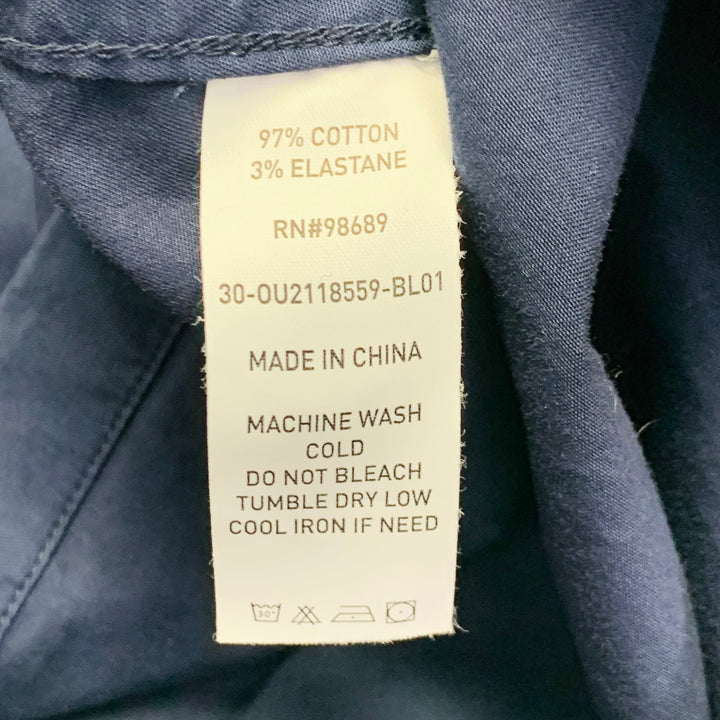 97% COTTON
3% ELASTANE
RN#98689
30-OU2118559-BL01
MADE IN CHINA
MACHINE WASH
COLD
DO NOT BLEACH
TUMBLE DRY LOW
COOL IRON IF NEED
30°